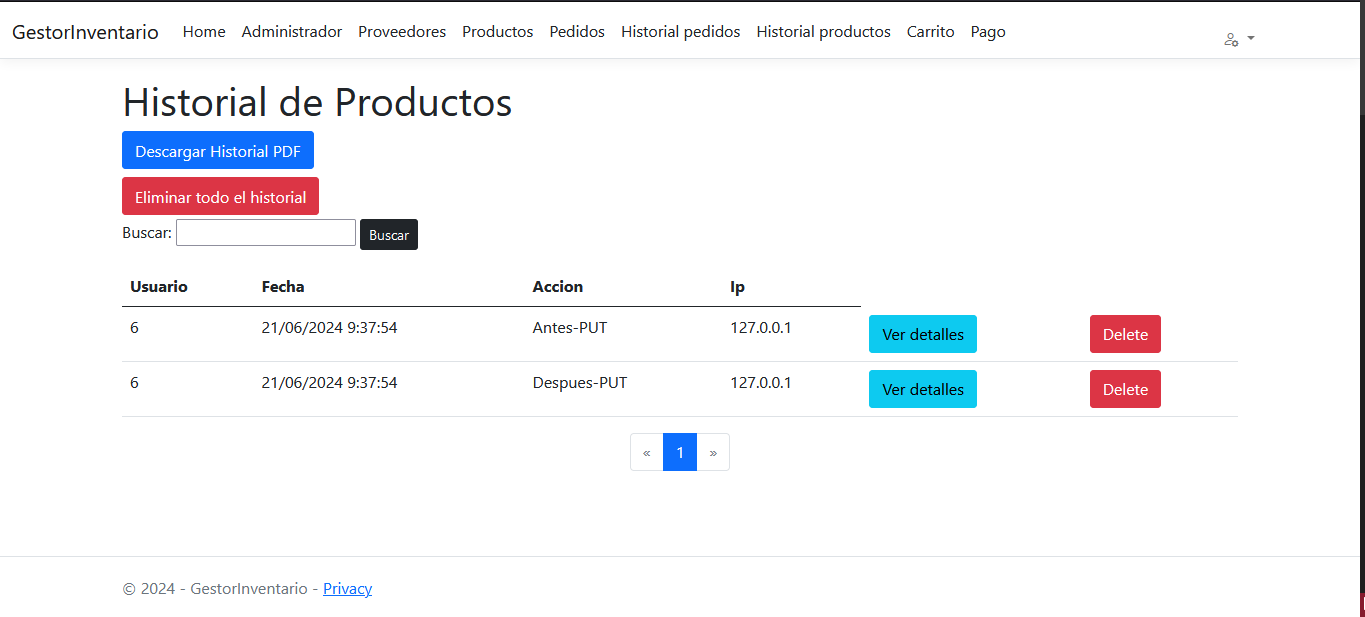 GestorInventario Home Administrador Proveedores Productos Pedidos Historial pedidos Historial productos Carrito Pago
Historial de Productos
Descargar Historial PDF
Eliminar todo el historial
Buscar: Buscar
Usuario Fecha Accion Ip
6 21/06/2024 9:37:54 Antes-PUT 127.0.0.1 Ver detalles Delete
6 21/06/2024 9:37:54 Despues-PUT 127.0.0.1 Ver detalles Delete
« 1 »
© 2024 - GestorInventario - Privacy